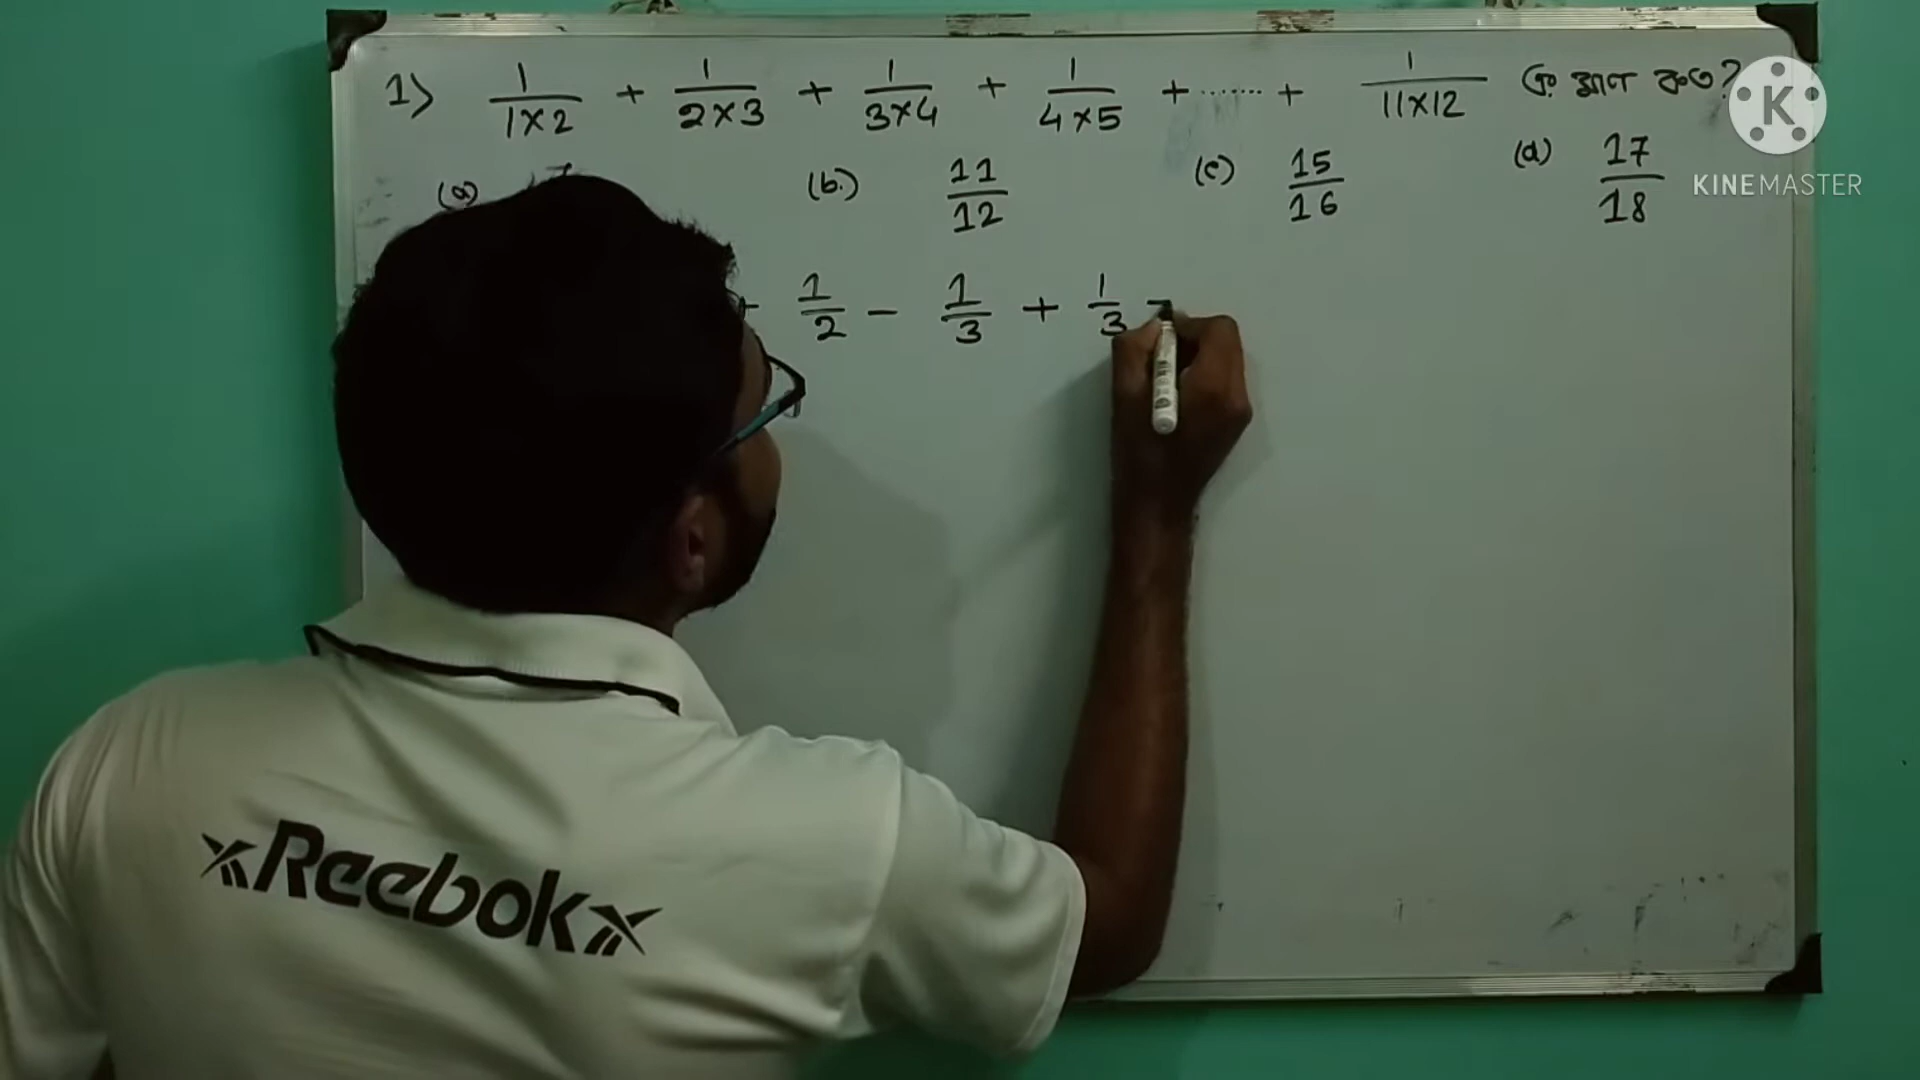 1> 1/1×2 + 1/2×3 + 1/3×4 + 1/4×5 + ....... + 1/11×12 এর মান কত?
(a) (b.) 11/12 (c) 15/16 (d) 17/18
1/2 - 1/3 + 1/3 -
KINEMASTER
Reebok